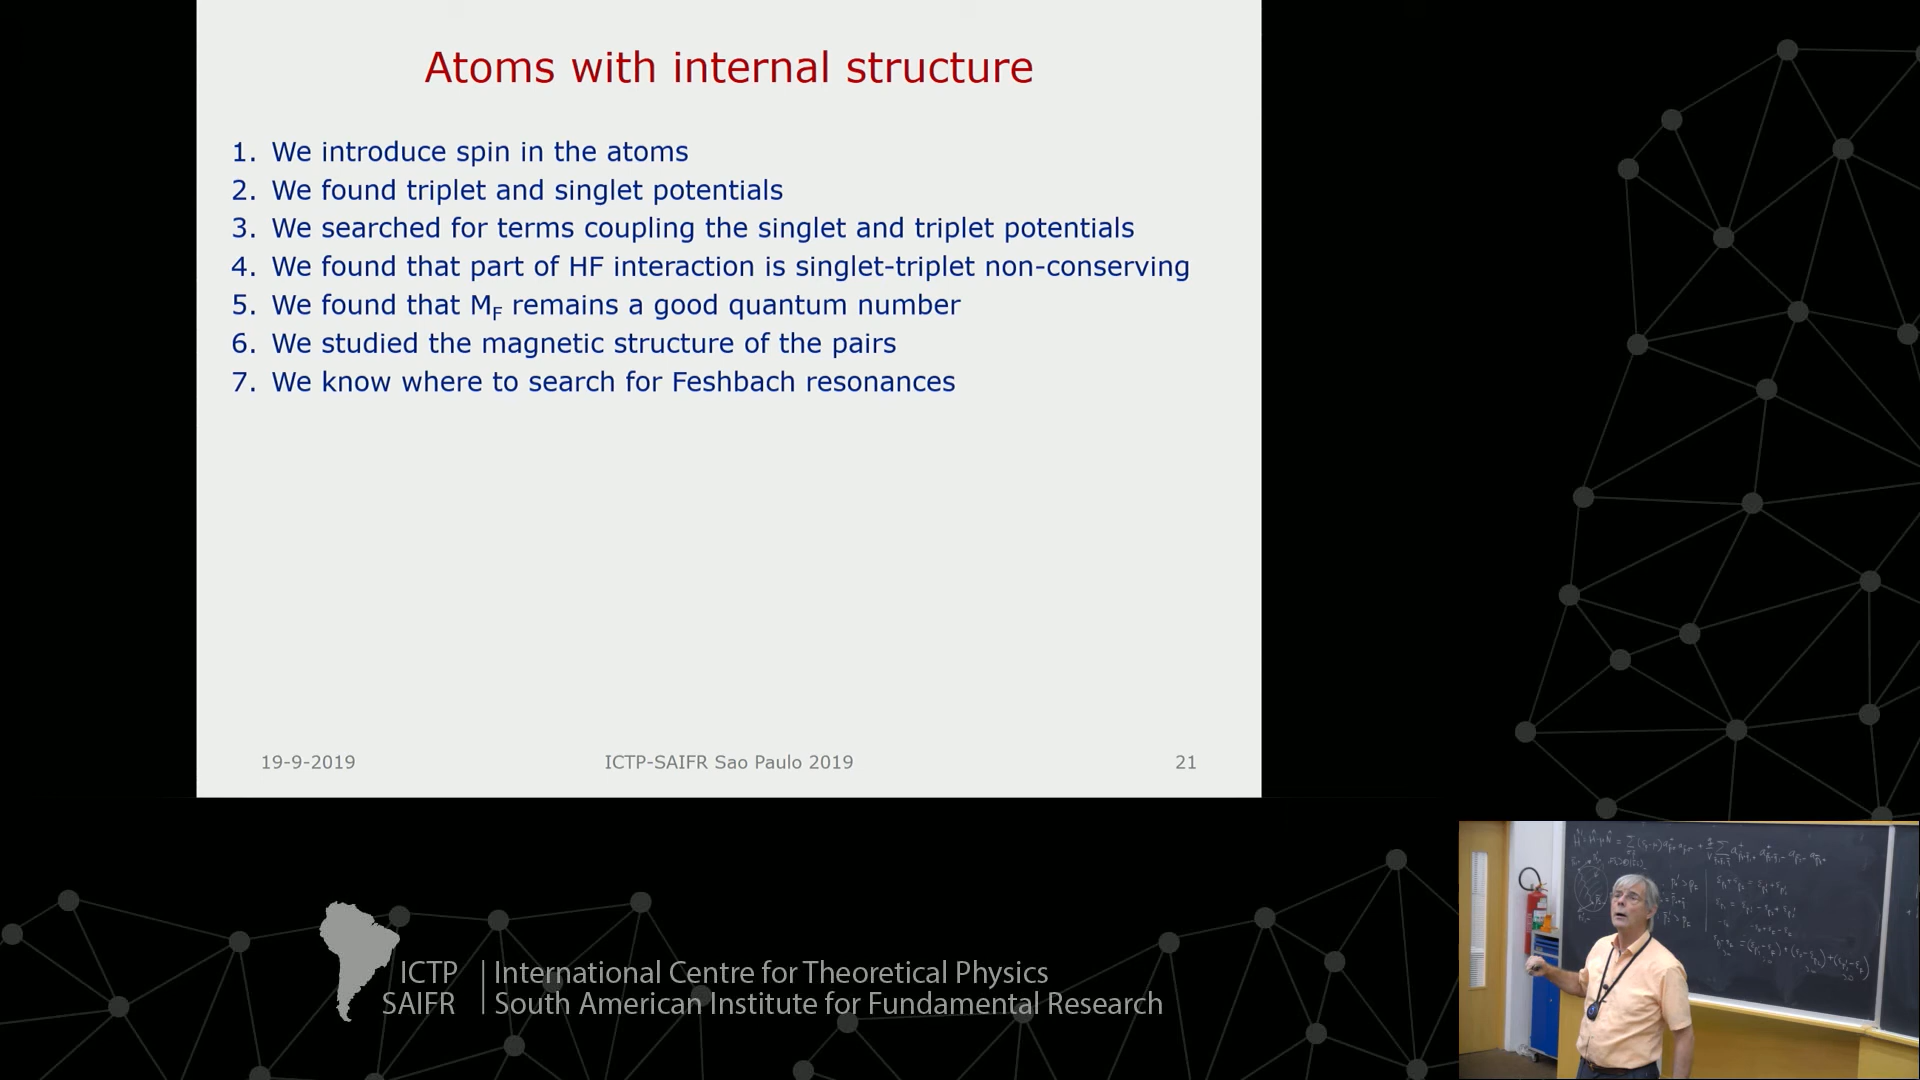 Atoms with internal structure
1. We introduce spin in the atoms
2. We found triplet and singlet potentials
3. We searched for terms coupling the singlet and triplet potentials
4. We found that part of HF interaction is singlet-triplet non-conserving
5. We found that M_F remains a good quantum number
6. We studied the magnetic structure of the pairs
7. We know where to search for Feshbach resonances
19-9-2019 ICTP-SAIFR Sao Paulo 2019 21
ICTP International Centre for Theoretical Physics
SAIFR South American Institute for Fundamental Research